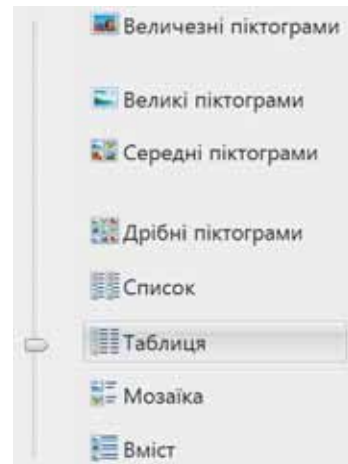 Величезні піктограми
Великі піктограми
Середні піктограми
Дрібні піктограми
Список
Таблиця
Мозаїка
Вміст